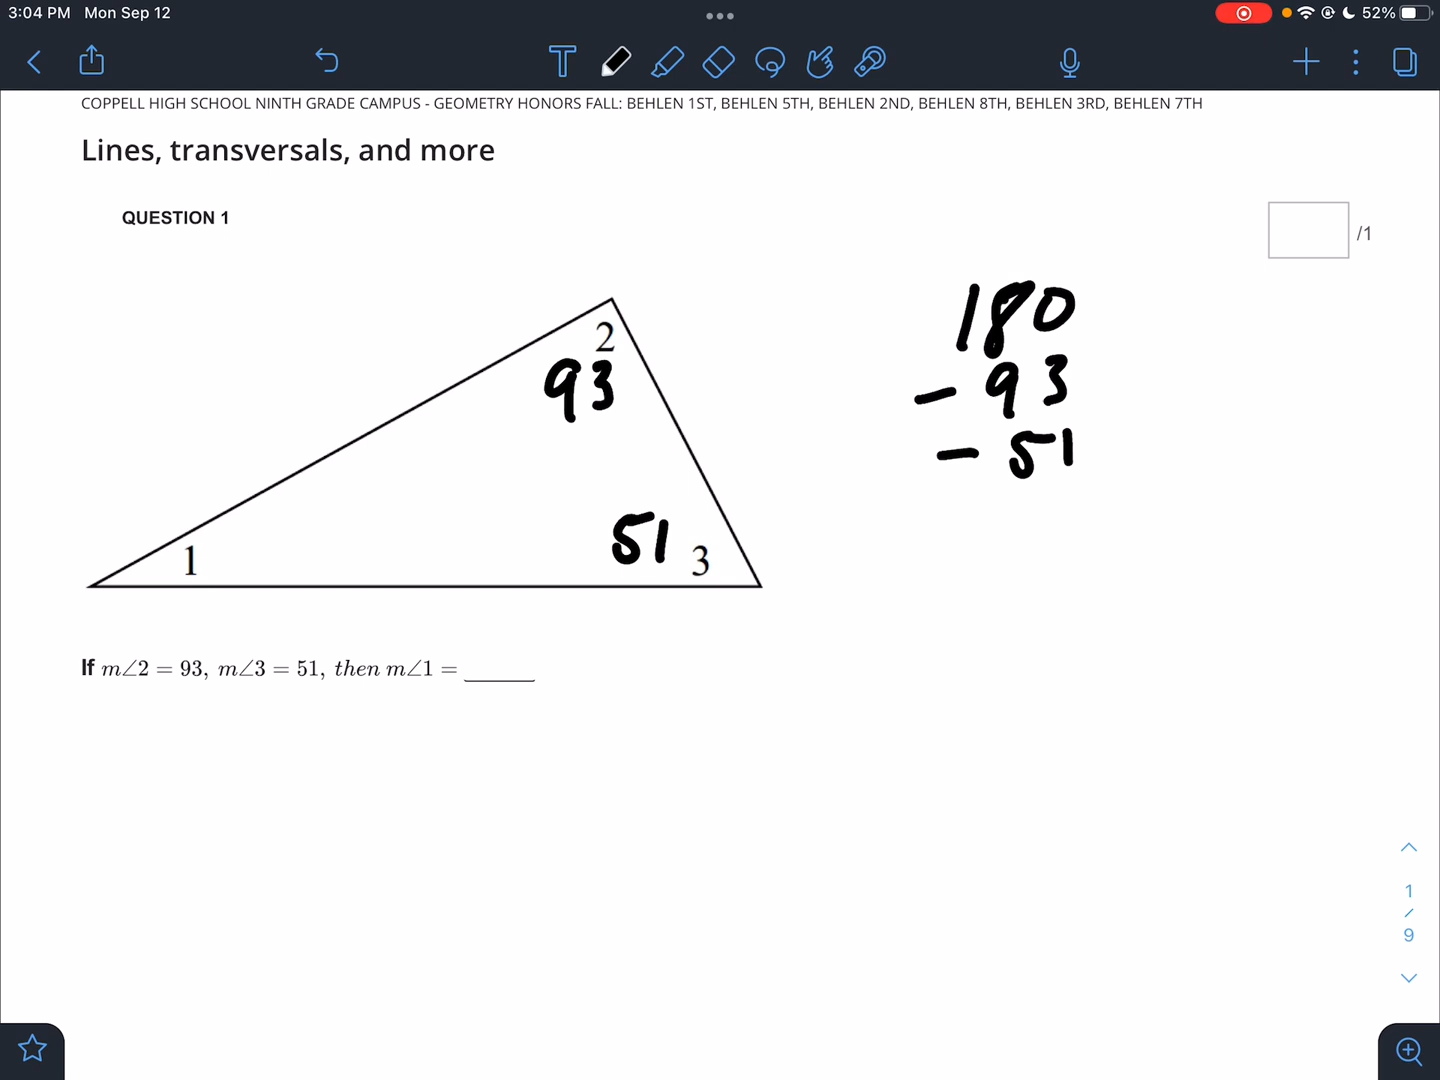 3:04 PM Mon Sep 12
52%
COPPELL HIGH SCHOOL NINTH GRADE CAMPUS - GEOMETRY HONORS FALL: BEHLEN 1ST, BEHLEN 5TH, BEHLEN 2ND, BEHLEN 8TH, BEHLEN 3RD, BEHLEN 7TH
Lines, transversals, and more
QUESTION 1
/1
2
93
51
1
3
180
- 93
- 51
If m∠2 = 93, m∠3 = 51, then m∠1 = _____
1
/
9